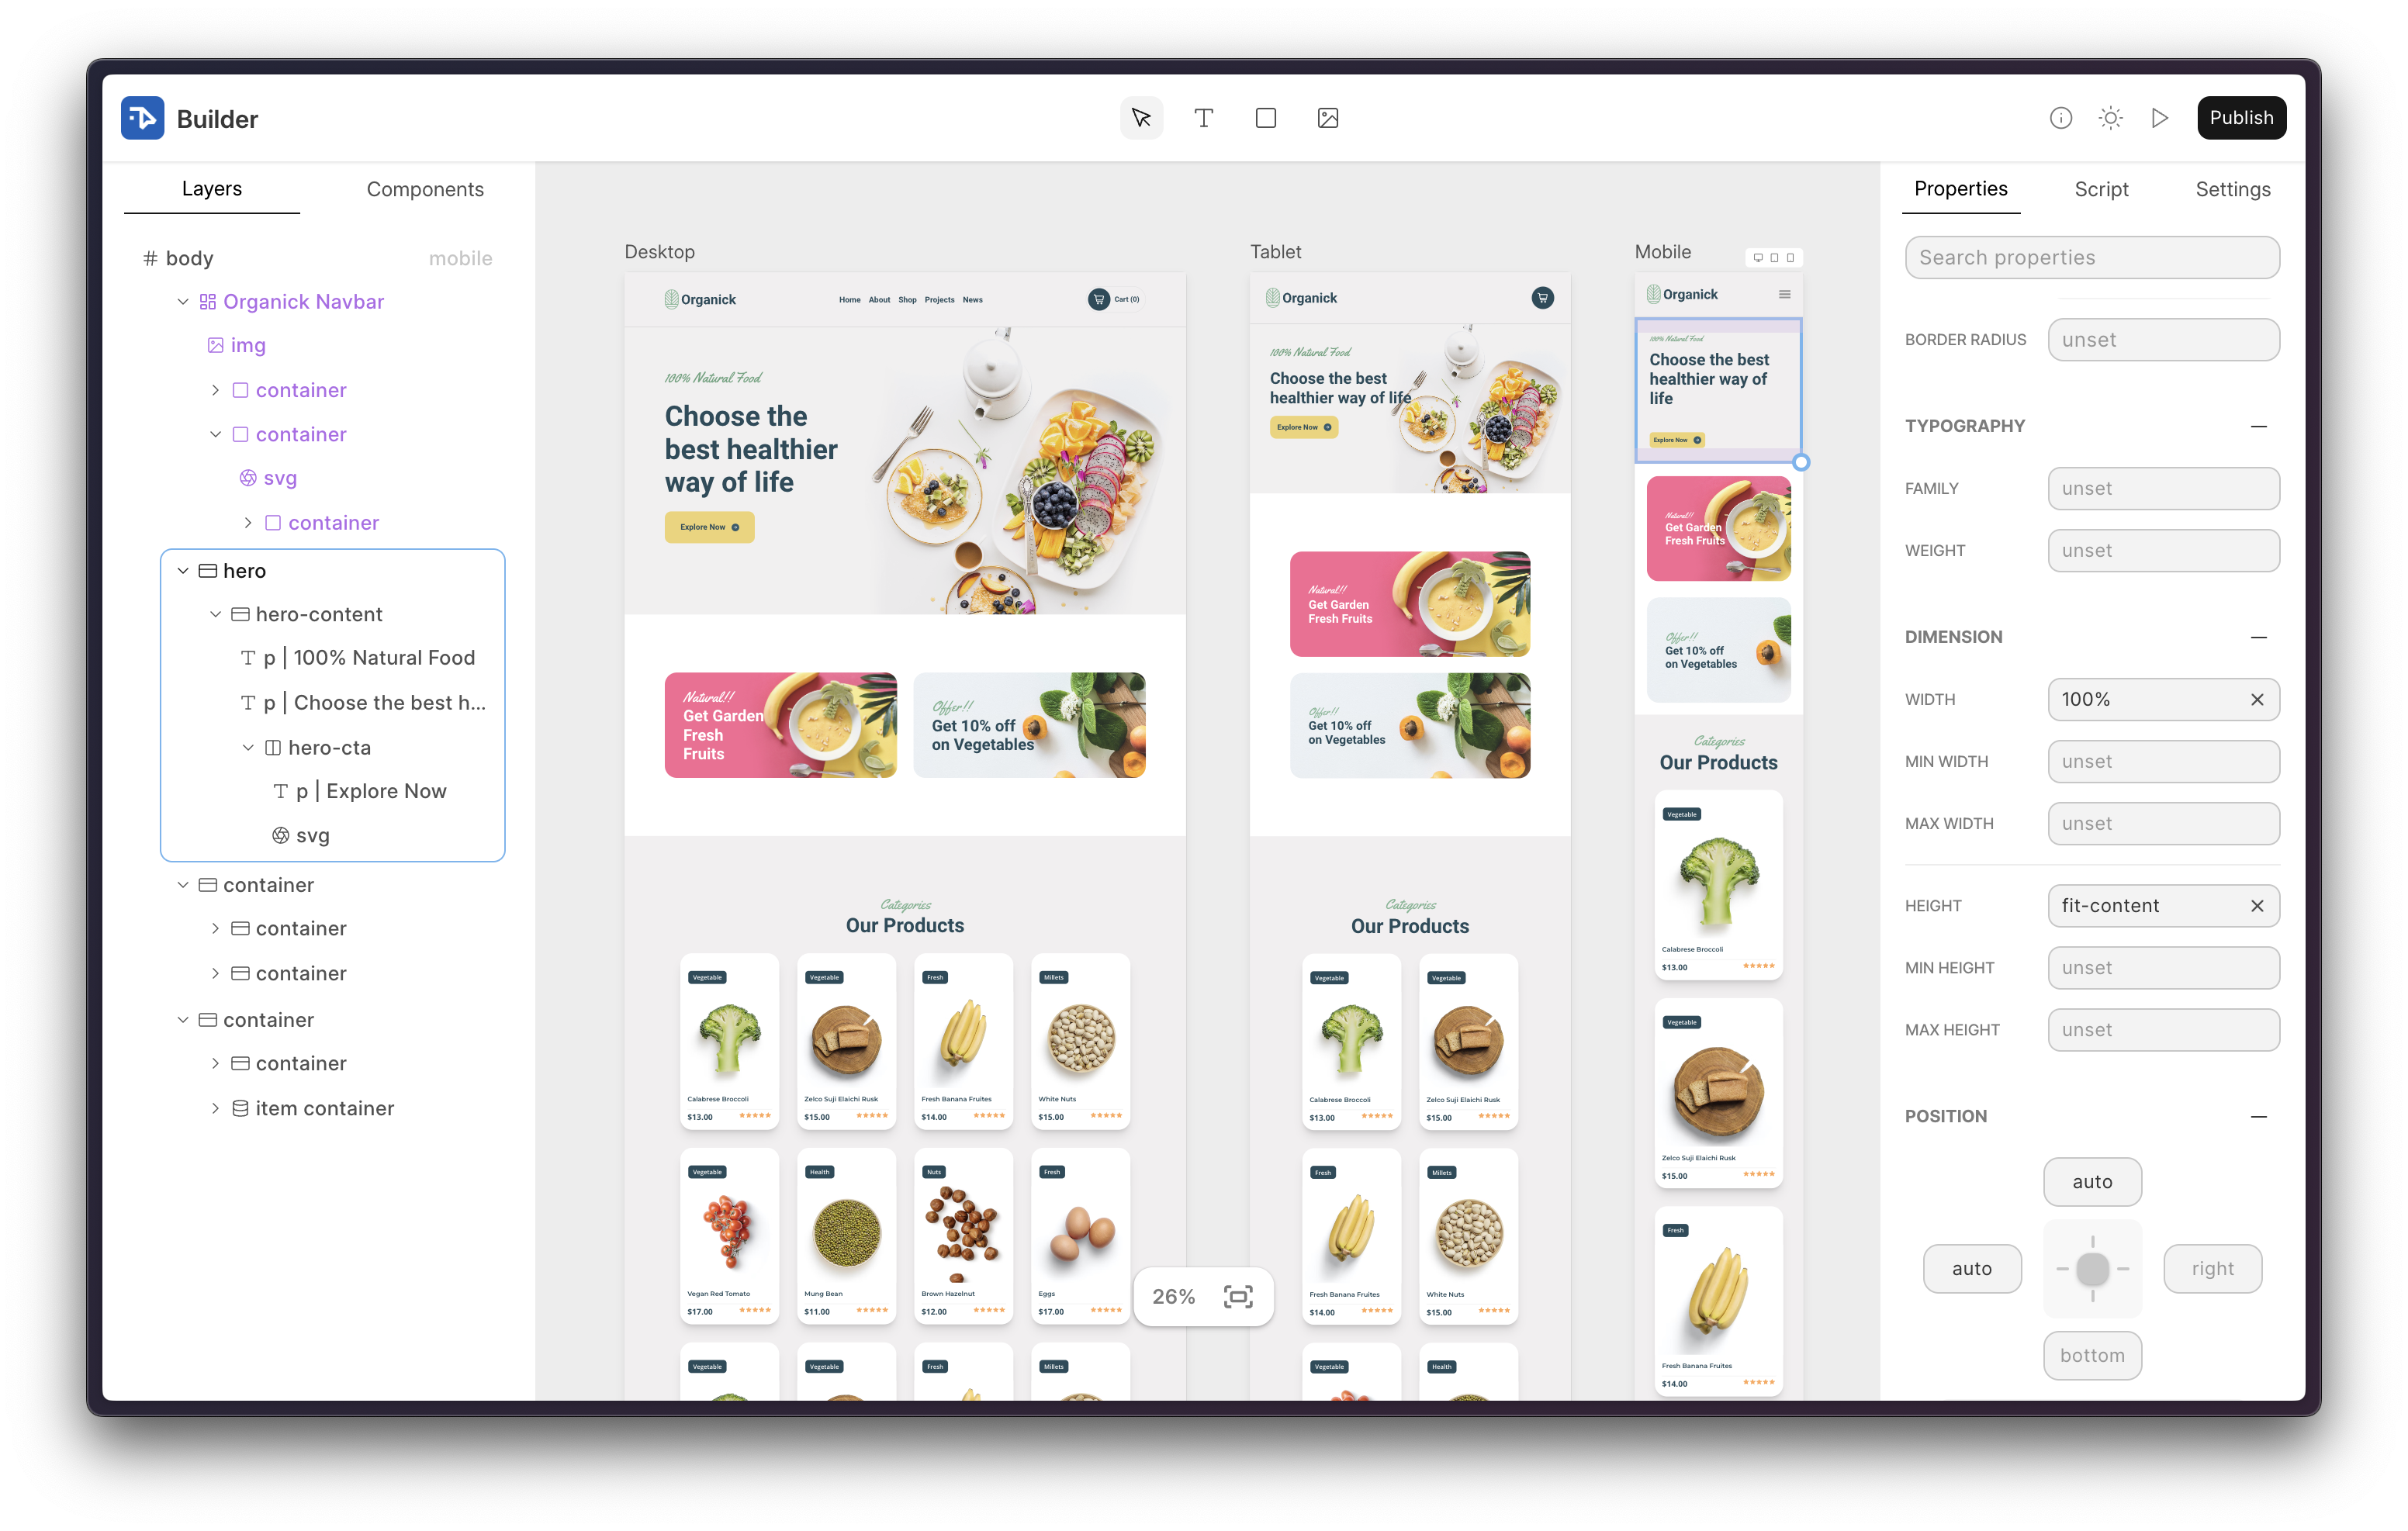 Builder
Publish
Layers
Components
body
mobile
Organick Navbar
img
container
container
svg
container
hero
hero-content
p | 100% Natural Food
p | Choose the best h...
hero-cta
p | Explore Now
svg
container
container
container
container
container
item container
Desktop
Organick
Home About Shop Projects News
Cart (0)
100% Natural Food
Choose the
best healthier
way of life
Explore Now
Natural!!
Get Garden
Fresh
Fruits
Offer!!
Get 10% off
on Vegetables
Categories
Our Products
Vegetable
Calabrese Broccoli
$13.00
Vegetable
Zelco Suji Elaichi Rusk
$15.00
Fresh
Fresh Banana Fruites
$14.00
Millets
White Nuts
$15.00
Vegetable
Vegan Red Tomato
$17.00
Health
Mung Bean
$11.00
Nuts
Brown Hazelnut
$12.00
Fresh
Eggs
$17.00
Vegetable
Vegetable
Fresh
Millets
26%
Tablet
Organick
100% Natural Food
Choose the best
healthier way of life
Explore Now
Natural!!
Get Garden
Fresh Fruits
Offer!!
Get 10% off
on Vegetables
Categories
Our Products
Vegetable
Calabrese Broccoli
$13.00
Vegetable
Zelco Suji Elaichi Rusk
$15.00
Fresh
Fresh Banana Fruites
$14.00
Millets
White Nuts
$15.00
Vegetable
Health
Mobile
Organick
100% Natural Food
Choose the best
healthier way of
life
Explore Now
Natural!!
Get Garden
Fresh Fruits
Offer!!
Get 10% off
on Vegetables
Categories
Our Products
Vegetable
Calabrese Broccoli
$13.00
Vegetable
Zelco Suji Elaichi Rusk
$15.00
Fresh
Fresh Banana Fruites
$14.00
Properties
Script
Settings
Search properties
BORDER RADIUS
unset
TYPOGRAPHY
FAMILY
unset
WEIGHT
unset
DIMENSION
WIDTH
100%
MIN WIDTH
unset
MAX WIDTH
unset
HEIGHT
fit-content
MIN HEIGHT
unset
MAX HEIGHT
unset
POSITION
auto
auto
right
bottom